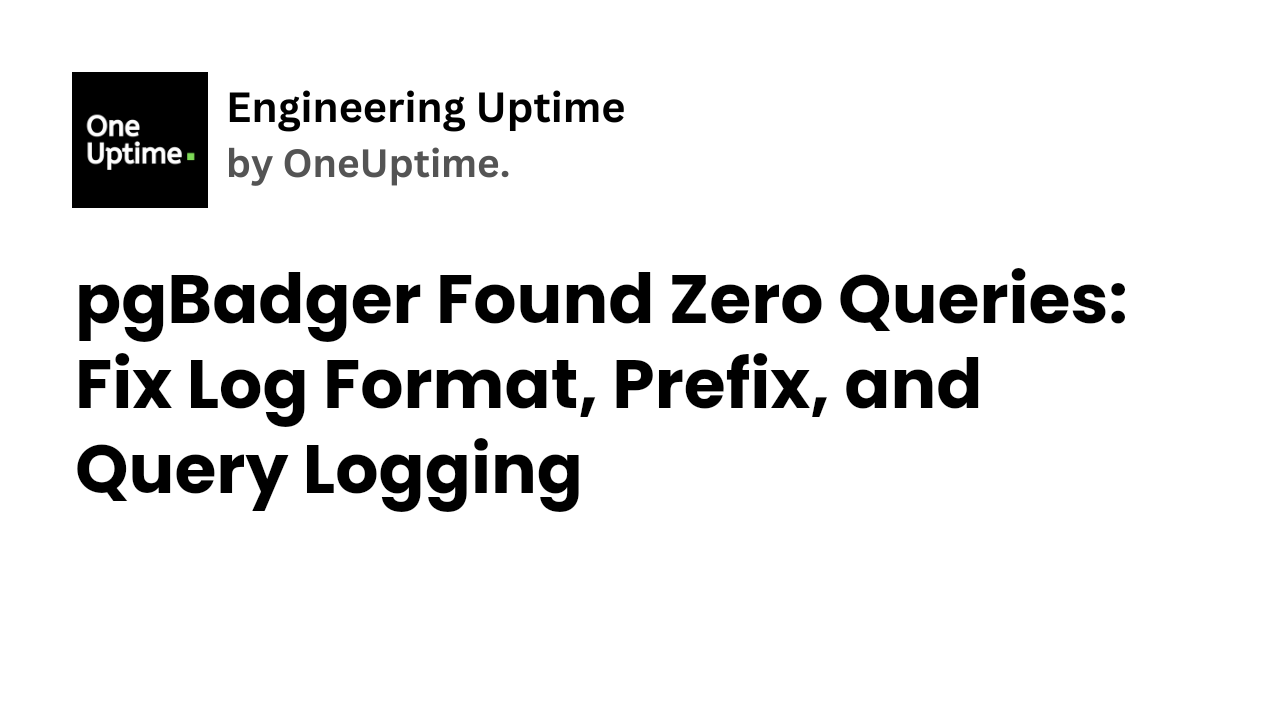 One
Uptime.
Engineering Uptime
by OneUptime.
pgBadger Found Zero Queries:
Fix Log Format, Prefix, and
Query Logging